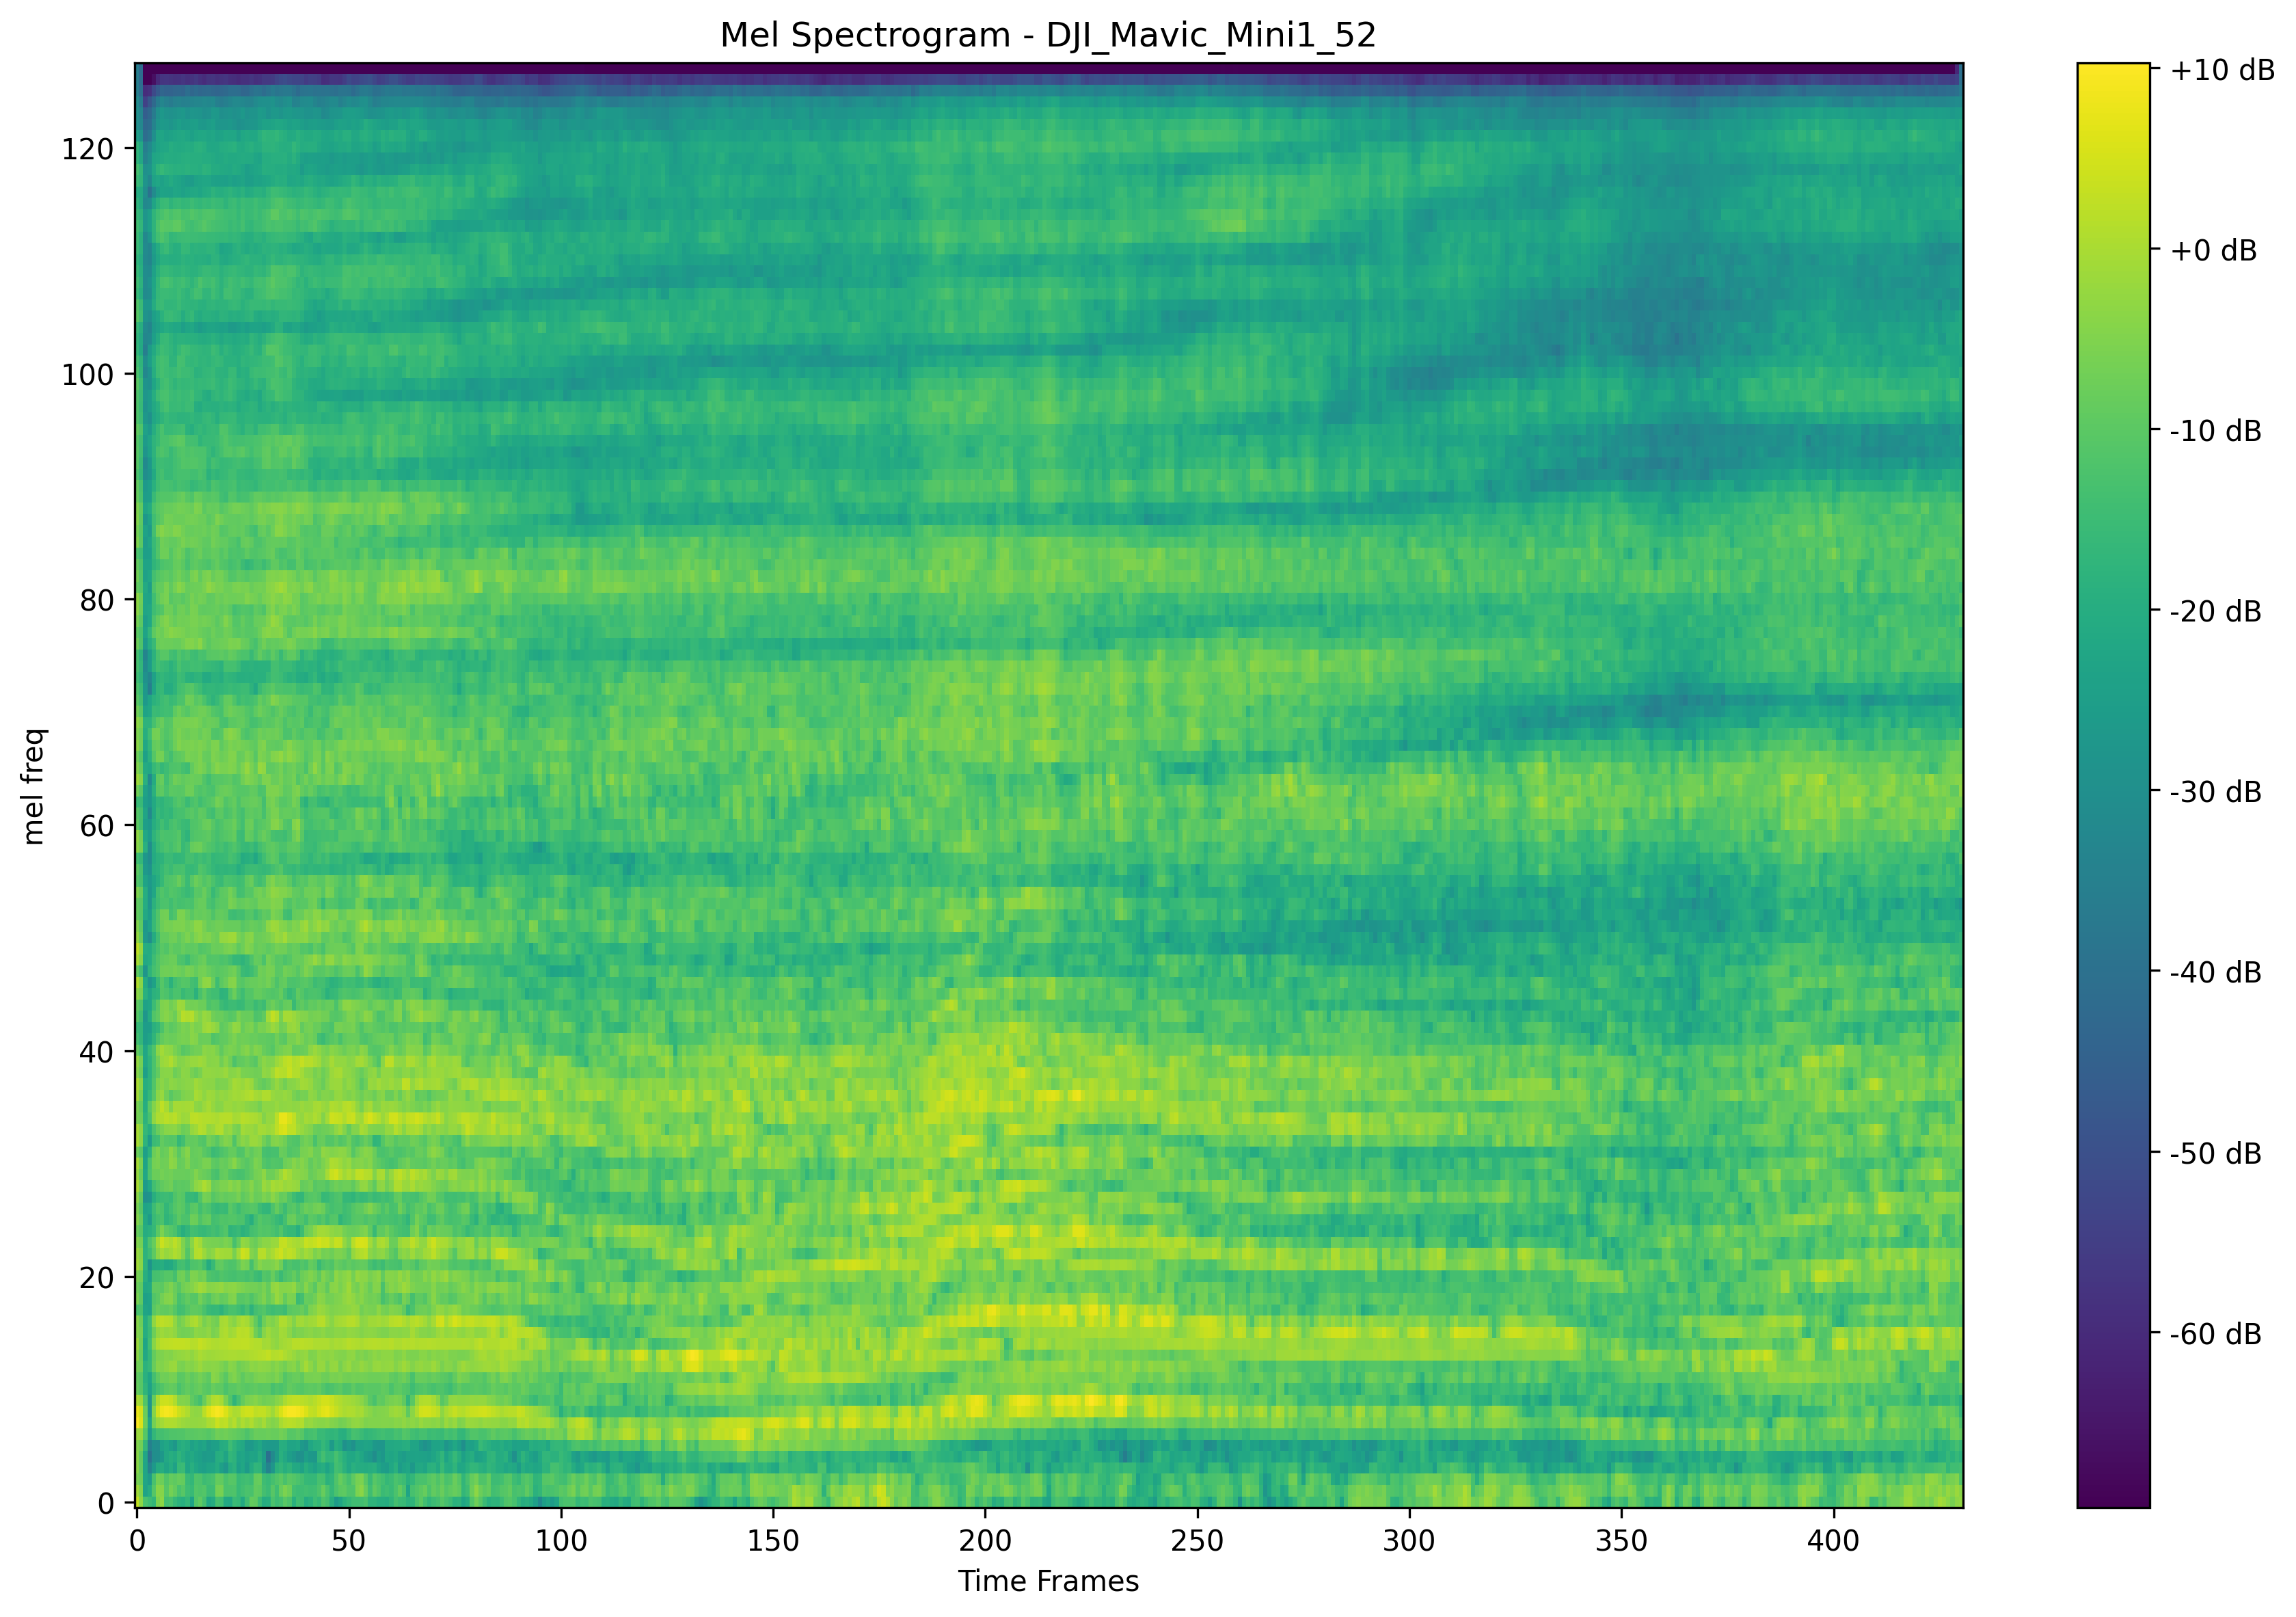 Mel Spectrogram - DJI_Mavic_Mini1_52
mel freq
120
100
80
60
40
20
0
0 50 100 150 200 250 300 350 400
Time Frames
+10 dB
+0 dB
-10 dB
-20 dB
-30 dB
-40 dB
-50 dB
-60 dB